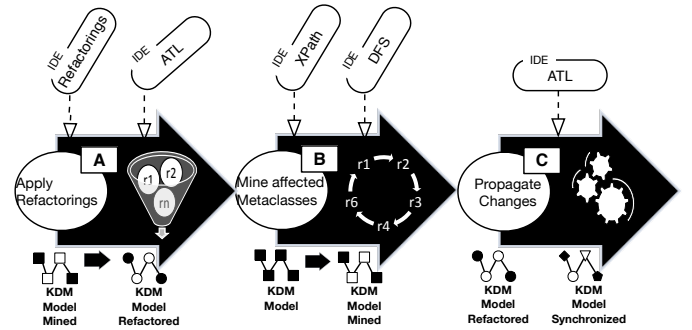 IDE
Refactorings
IDE
ATL
IDE
XPath
IDE
DFS
IDE
ATL
A
B
C
Apply
Refactorings
r1
r2
rn
Mine affected
Metaclasses
r1
r2
r3
r4
r6
Propagate
Changes
KDM
Model
Mined
KDM
Model
Refactored
KDM
Model
KDM
Model
Mined
KDM
Model
Refactored
KDM
Model
Synchronized